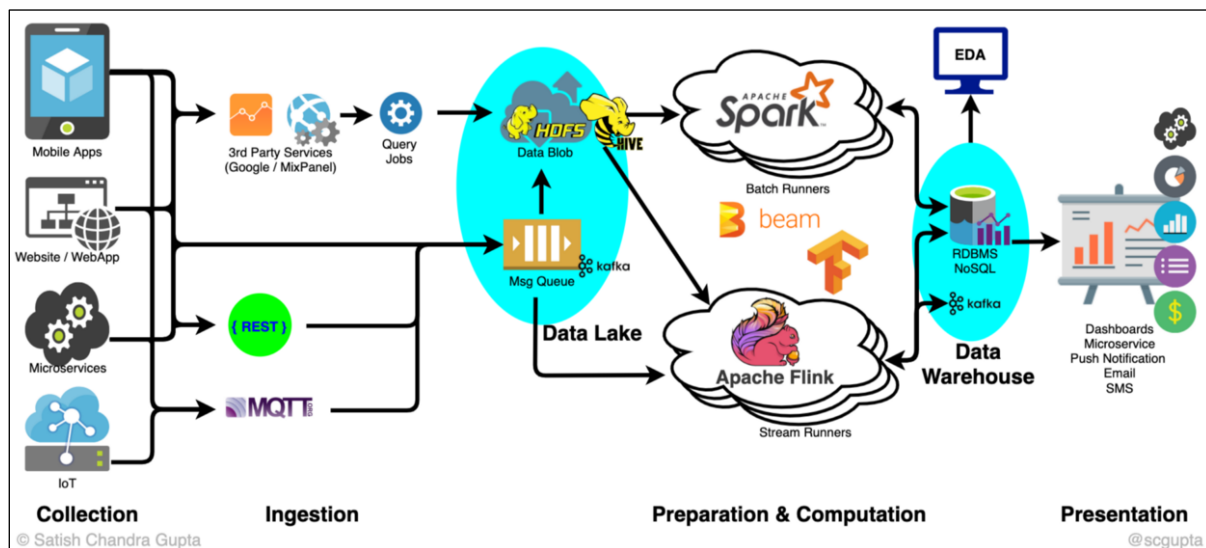 Mobile Apps
Website / WebApp
Microservices
IoT
Collection
3rd Party Services
(Google / MixPanel)
Query
Jobs
{ REST }
MQTT
.ORG
Ingestion
HDFS
HIVE
Data Blob
Msg Queue
kafka
Data Lake
APACHE
Spark
Batch Runners
beam
Apache Flink
Stream Runners
Preparation & Computation
EDA
RDBMS
NoSQL
kafka
Data
Warehouse
$
Dashboards
Microservice
Push Notification
Email
SMS
Presentation
© Satish Chandra Gupta
@scgupta